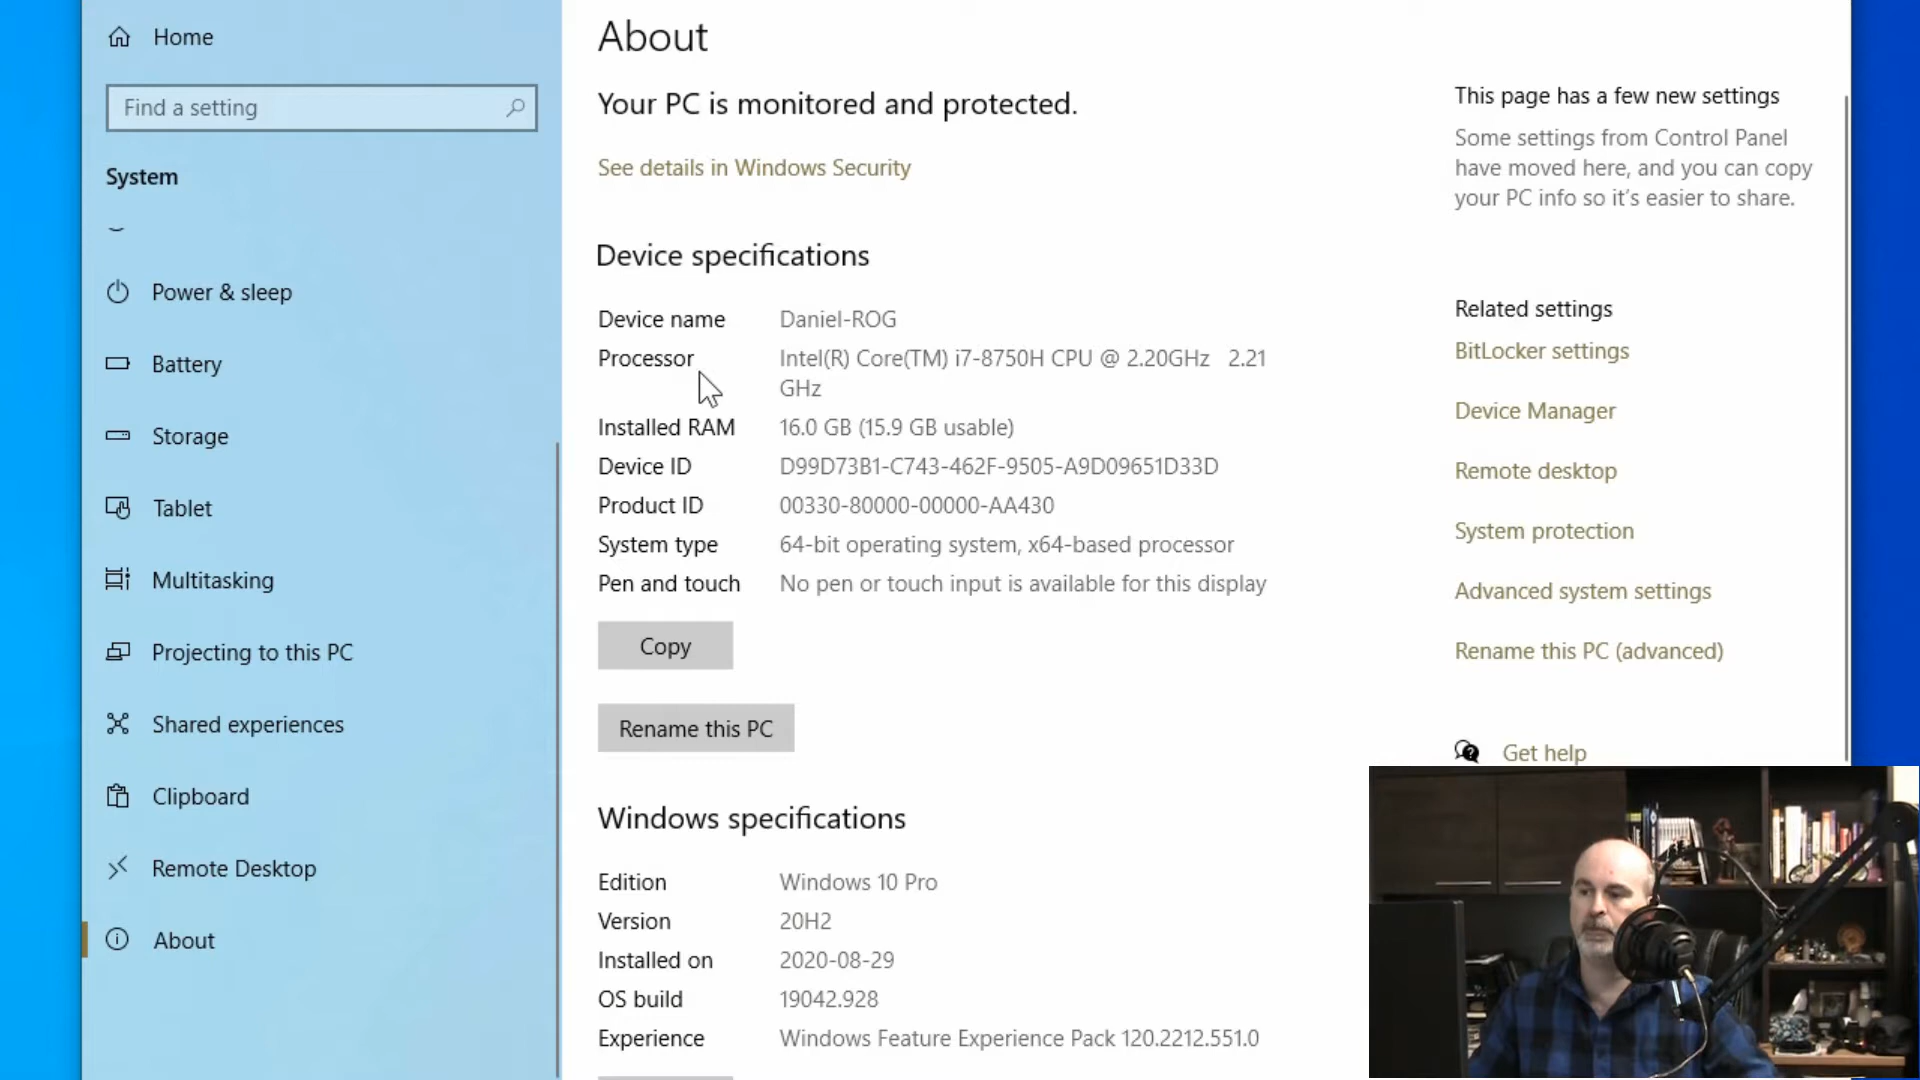 Home
Find a setting
System
Power & sleep
Battery
Storage
Tablet
Multitasking
Projecting to this PC
Shared experiences
Clipboard
Remote Desktop
About
About
Your PC is monitored and protected.
See details in Windows Security
Device specifications
Device name Daniel-ROG
Processor Intel(R) Core(TM) i7-8750H CPU @ 2.20GHz 2.21
GHz
Installed RAM 16.0 GB (15.9 GB usable)
Device ID D99D73B1-C743-462F-9505-A9D09651D33D
Product ID 00330-80000-00000-AA430
System type 64-bit operating system, x64-based processor
Pen and touch No pen or touch input is available for this display
Copy
Rename this PC
Windows specifications
Edition Windows 10 Pro
Version 20H2
Installed on 2020-08-29
OS build 19042.928
Experience Windows Feature Experience Pack 120.2212.551.0
This page has a few new settings
Some settings from Control Panel
have moved here, and you can copy
your PC info so it's easier to share.
Related settings
BitLocker settings
Device Manager
Remote desktop
System protection
Advanced system settings
Rename this PC (advanced)
Get help